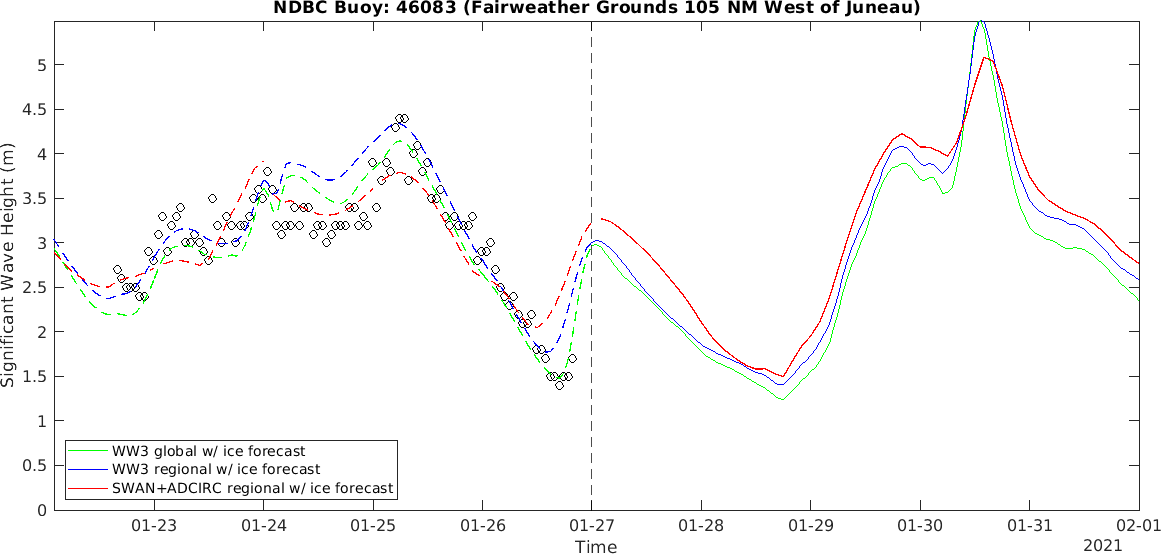 NDBC Buoy: 46083 (Fairweather Grounds 105 NM West of Juneau)
Significant Wave Height (m)
5
4.5
4
3.5
3
2.5
2
1.5
1
0.5
0
WW3 global w/ ice forecast
WW3 regional w/ ice forecast
SWAN+ADCIRC regional w/ ice forecast
01-23 01-24 01-25 01-26 01-27 01-28 01-29 01-30 01-31 02-01
Time
2021